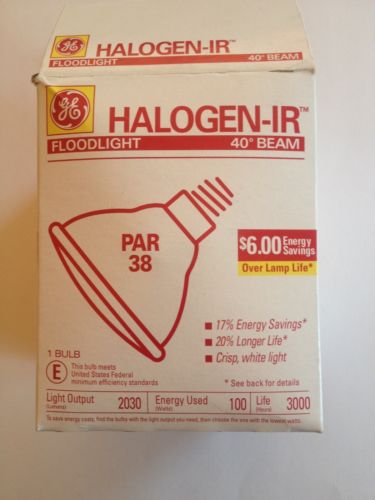 GE HALOGEN-IR™
FLOODLIGHT 40° BEAM
GE HALOGEN-IR™
FLOODLIGHT 40° BEAM
PAR
38
$6.00 Energy Savings
Over Lamp Life*
17% Energy Savings*
20% Longer Life*
Crisp, white light
1 BULB
E This bulb meets
United States Federal
minimum efficiency standards
* See back for details
Light Output (Lumens) 2030 Energy Used (Watts) 100 Life (Hours) 3000
To save energy costs, find the bulbs with the light output you need, then choose the one with the lowest watts.